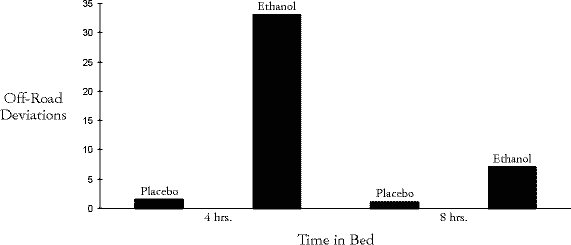 35
Ethanol
30
25
Off-Road
Deviations
20
15
10
Ethanol
5
Placebo
Placebo
0
4 hrs.
8 hrs.
Time in Bed